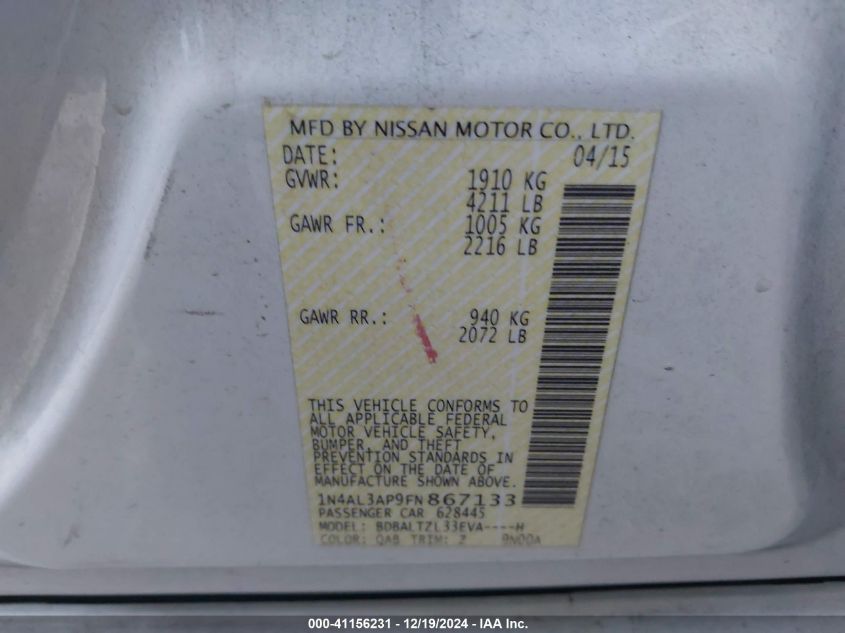 MFD BY NISSAN MOTOR CO., LTD.
DATE: 04/15
GVWR: 1910 KG
4211 LB
GAWR FR.: 1005 KG
2216 LB
GAWR RR.: 940 KG
2072 LB
THIS VEHICLE CONFORMS TO
ALL APPLICABLE FEDERAL
MOTOR VEHICLE SAFETY,
BUMPER, AND THEFT
PREVENTION STANDARDS IN
EFFECT ON THE DATE OF
MANUFACTURE SHOWN ABOVE.
1N4AL3AP9FN867133
PASSENGER CAR 628445
MODEL: BDBALTZL33EVA----H
COLOR: QAB TRIM: Z 9N00A
000-41156231 - 12/19/2024 - IAA Inc.